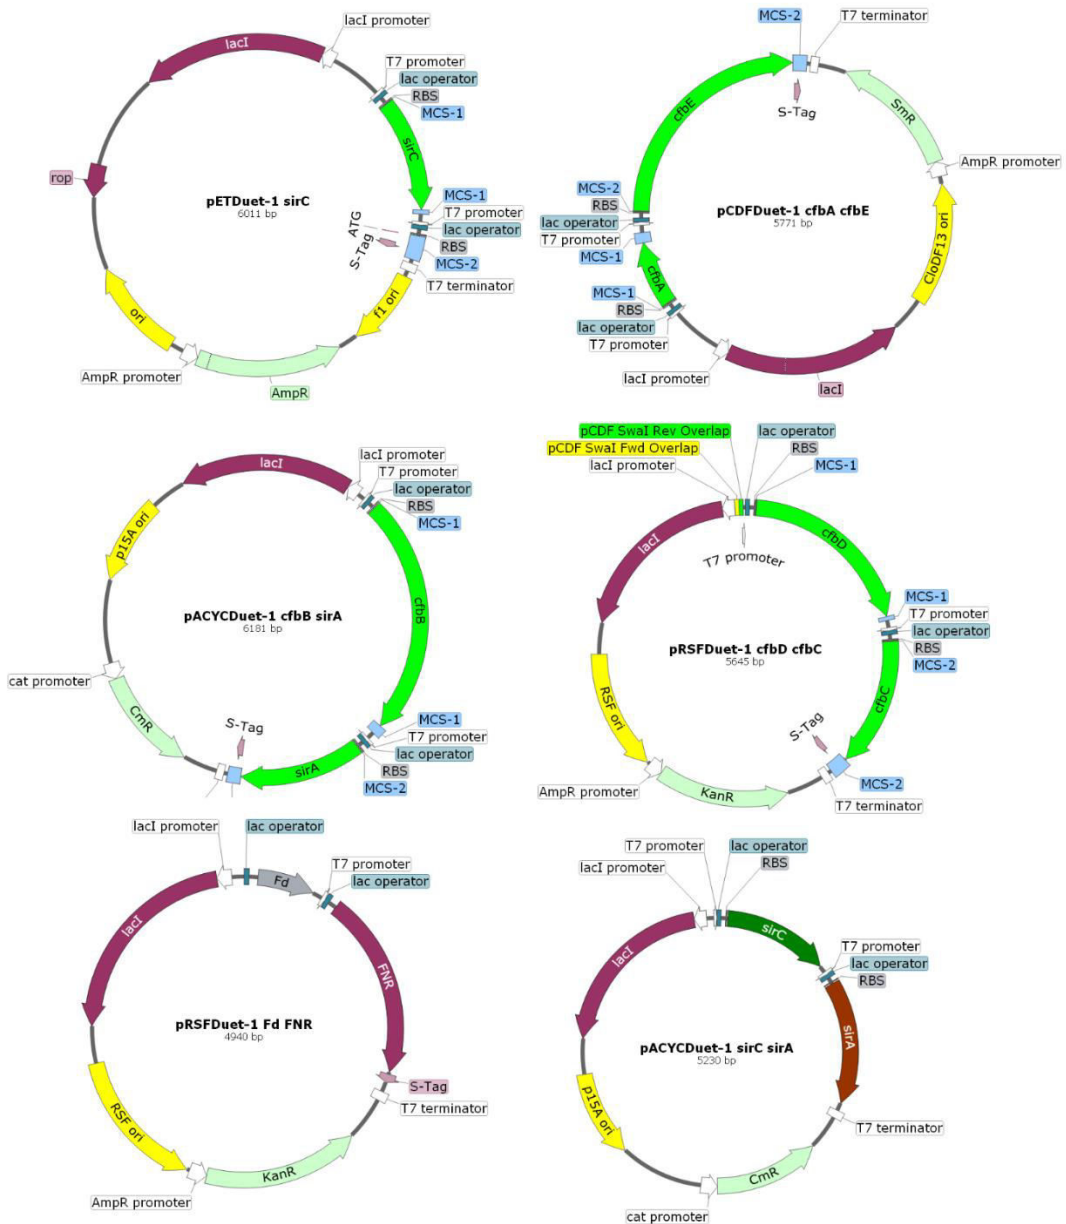 lacI promoter
lacI
T7 promoter
lac operator
RBS
MCS-1
sirC
rop
pETDuet-1 sirC
6011 bp
MCS-1
T7 promoter
lac operator
RBS
MCS-2
T7 terminator
ATG
S-Tag
f1 ori
ori
AmpR promoter
AmpR
MCS-2
T7 terminator
cfbE
S-Tag
SmR
AmpR promoter
MCS-2
RBS
lac operator
T7 promoter
MCS-1
pCDFDuet-1 cfbA cfbE
5771 bp
cfbA
MCS-1
RBS
lac operator
T7 promoter
CloDF13 ori
lacI promoter
lacI
lacI promoter
T7 promoter
lac operator
RBS
MCS-1
lacI
p15A ori
cfbB
pACYCDuet-1 cfbB sirA
6181 bp
cat promoter
CmR
S-Tag
sirA
MCS-1
T7 promoter
lac operator
RBS
MCS-2
pCDF SwaI Rev Overlap
pCDF SwaI Fwd Overlap
lacI promoter
lac operator
RBS
MCS-1
T7 promoter
lacI
cfbD
pRSFDuet-1 cfbD cfbC
5645 bp
MCS-1
T7 promoter
lac operator
RBS
MCS-2
cfbC
RSF ori
S-Tag
MCS-2
T7 terminator
AmpR promoter
KanR
lacI promoter
lac operator
Fd
T7 promoter
lac operator
lacI
FNR
pRSFDuet-1 Fd FNR
4940 bp
S-Tag
T7 terminator
RSF ori
KanR
AmpR promoter
T7 promoter
lacI promoter
lac operator
RBS
sirC
T7 promoter
lac operator
RBS
lacI
sirA
pACYCDuet-1 sirC sirA
5230 bp
p15A ori
T7 terminator
CmR
cat promoter